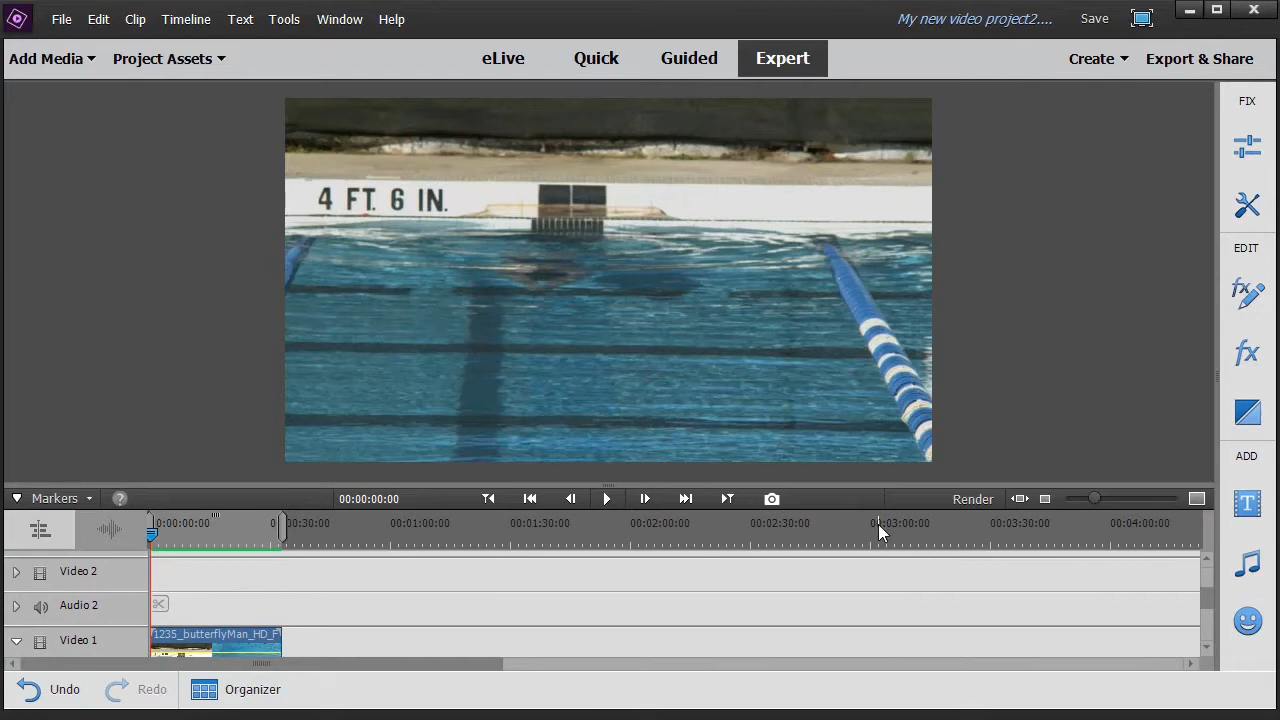 File Edit Clip Timeline Text Tools Window Help My new video project2.... Save
Add Media Project Assets eLive Quick Guided Expert Create Export & Share
FIX
4 FT. 6 IN.
EDIT
fx
fx
ADD
T
Markers ? 00:00:00:00 Render
0:00:00:00 0 00:30:00 00:01:00:00 00:01:30:00 00:02:00:00 00:02:30:00 00:03:00:00 00:03:30:00 00:04:00:00
Video 2
Audio 2
Video 1 1235_butterflyMan_HD_F
Undo Redo Organizer